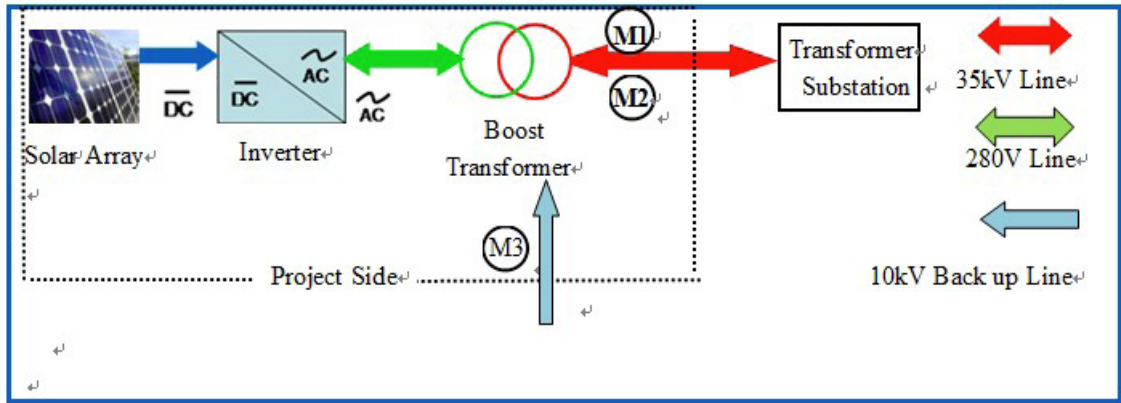 M1
M2
Transformer
Substation
35kV Line
DC
DC
AC
AC
Solar Array
Inverter
Boost
Transformer
280V Line
M3
Project Side
10kV Back up Line